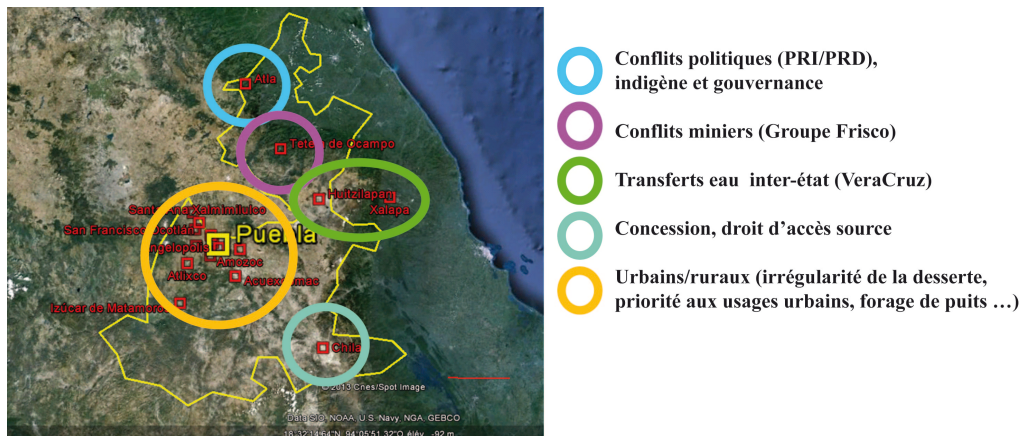 Atla
Tetela de Ocampo
Huitzilapan
Xalapa
Santa Ana Xalmimilulco
San Francisco Ocotlán
Puebla
Angelopolis
Amozoc
Atlixco
Izúcar de Matamoros
Chila
© 2013 Cnes/Spot Image
Data SIO, NOAA, U.S. Navy, NGA, GEBCO
élév. -92 m
Conflits politiques (PRI/PRD),
indigène et gouvernance
Conflits miniers (Groupe Frisco)
Transferts eau inter-état (VeraCruz)
Concession, droit d’accès source
Urbains/ruraux (irrégularité de la desserte,
priorité aux usages urbains, forage de puits …)